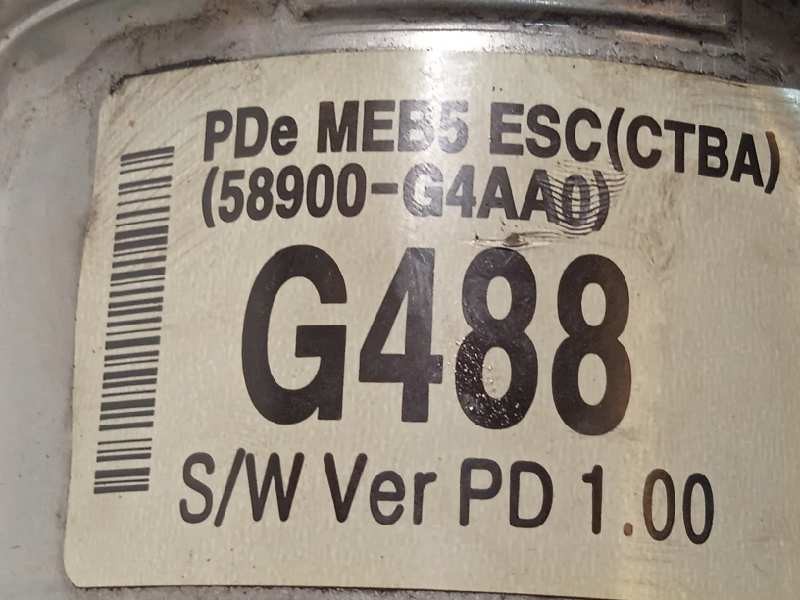 PDe MEB5 ESC(CTBA)
(58900-G4AA0)
G488
S/W Ver PD 1.00